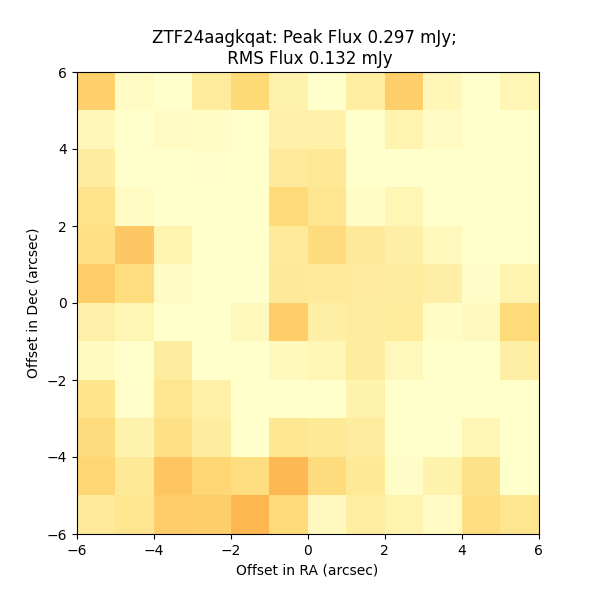 ZTF24aagkqat: Peak Flux 0.297 mJy;
RMS Flux 0.132 mJy
6
4
2
0
−2
−4
−6
Offset in Dec (arcsec)
−6 −4 −2 0 2 4 6
Offset in RA (arcsec)